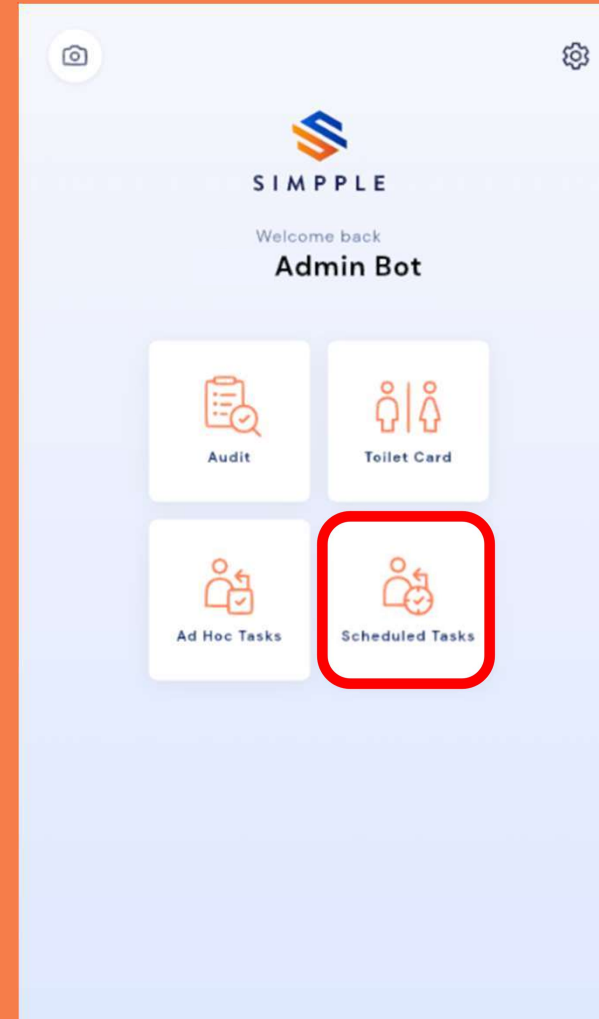 SIMPPLE
Welcome back
Admin Bot
Audit
Toilet Card
Ad Hoc Tasks
Scheduled Tasks